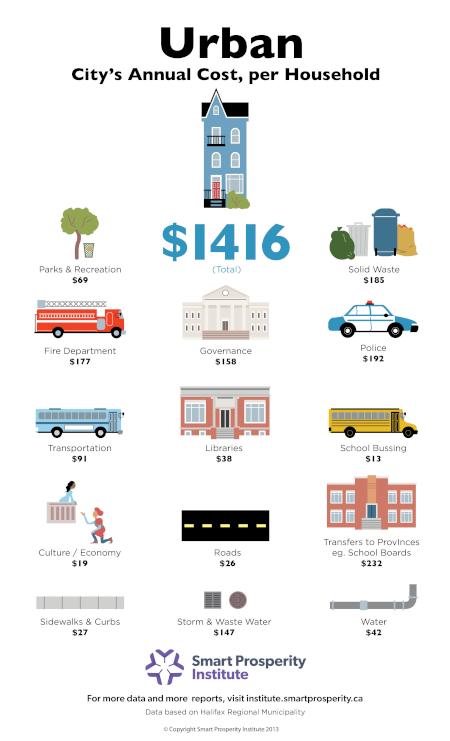 Urban
City's Annual Cost, per Household
$1416
(Total)
Parks & Recreation
$69
Solid Waste
$185
Fire Department
$177
Governance
$158
Police
$192
Transportation
$91
Libraries
$38
School Bussing
$13
Culture / Economy
$19
Roads
$26
Transfers to Provinces
eg. School Boards
$232
Sidewalks & Curbs
$27
Storm & Waste Water
$147
Water
$42
Smart Prosperity
Institute
For more data and more reports, visit institute.smartprosperity.ca
Data based on Halifax Regional Municipality
© Copyright Smart Prosperity Institute 2013